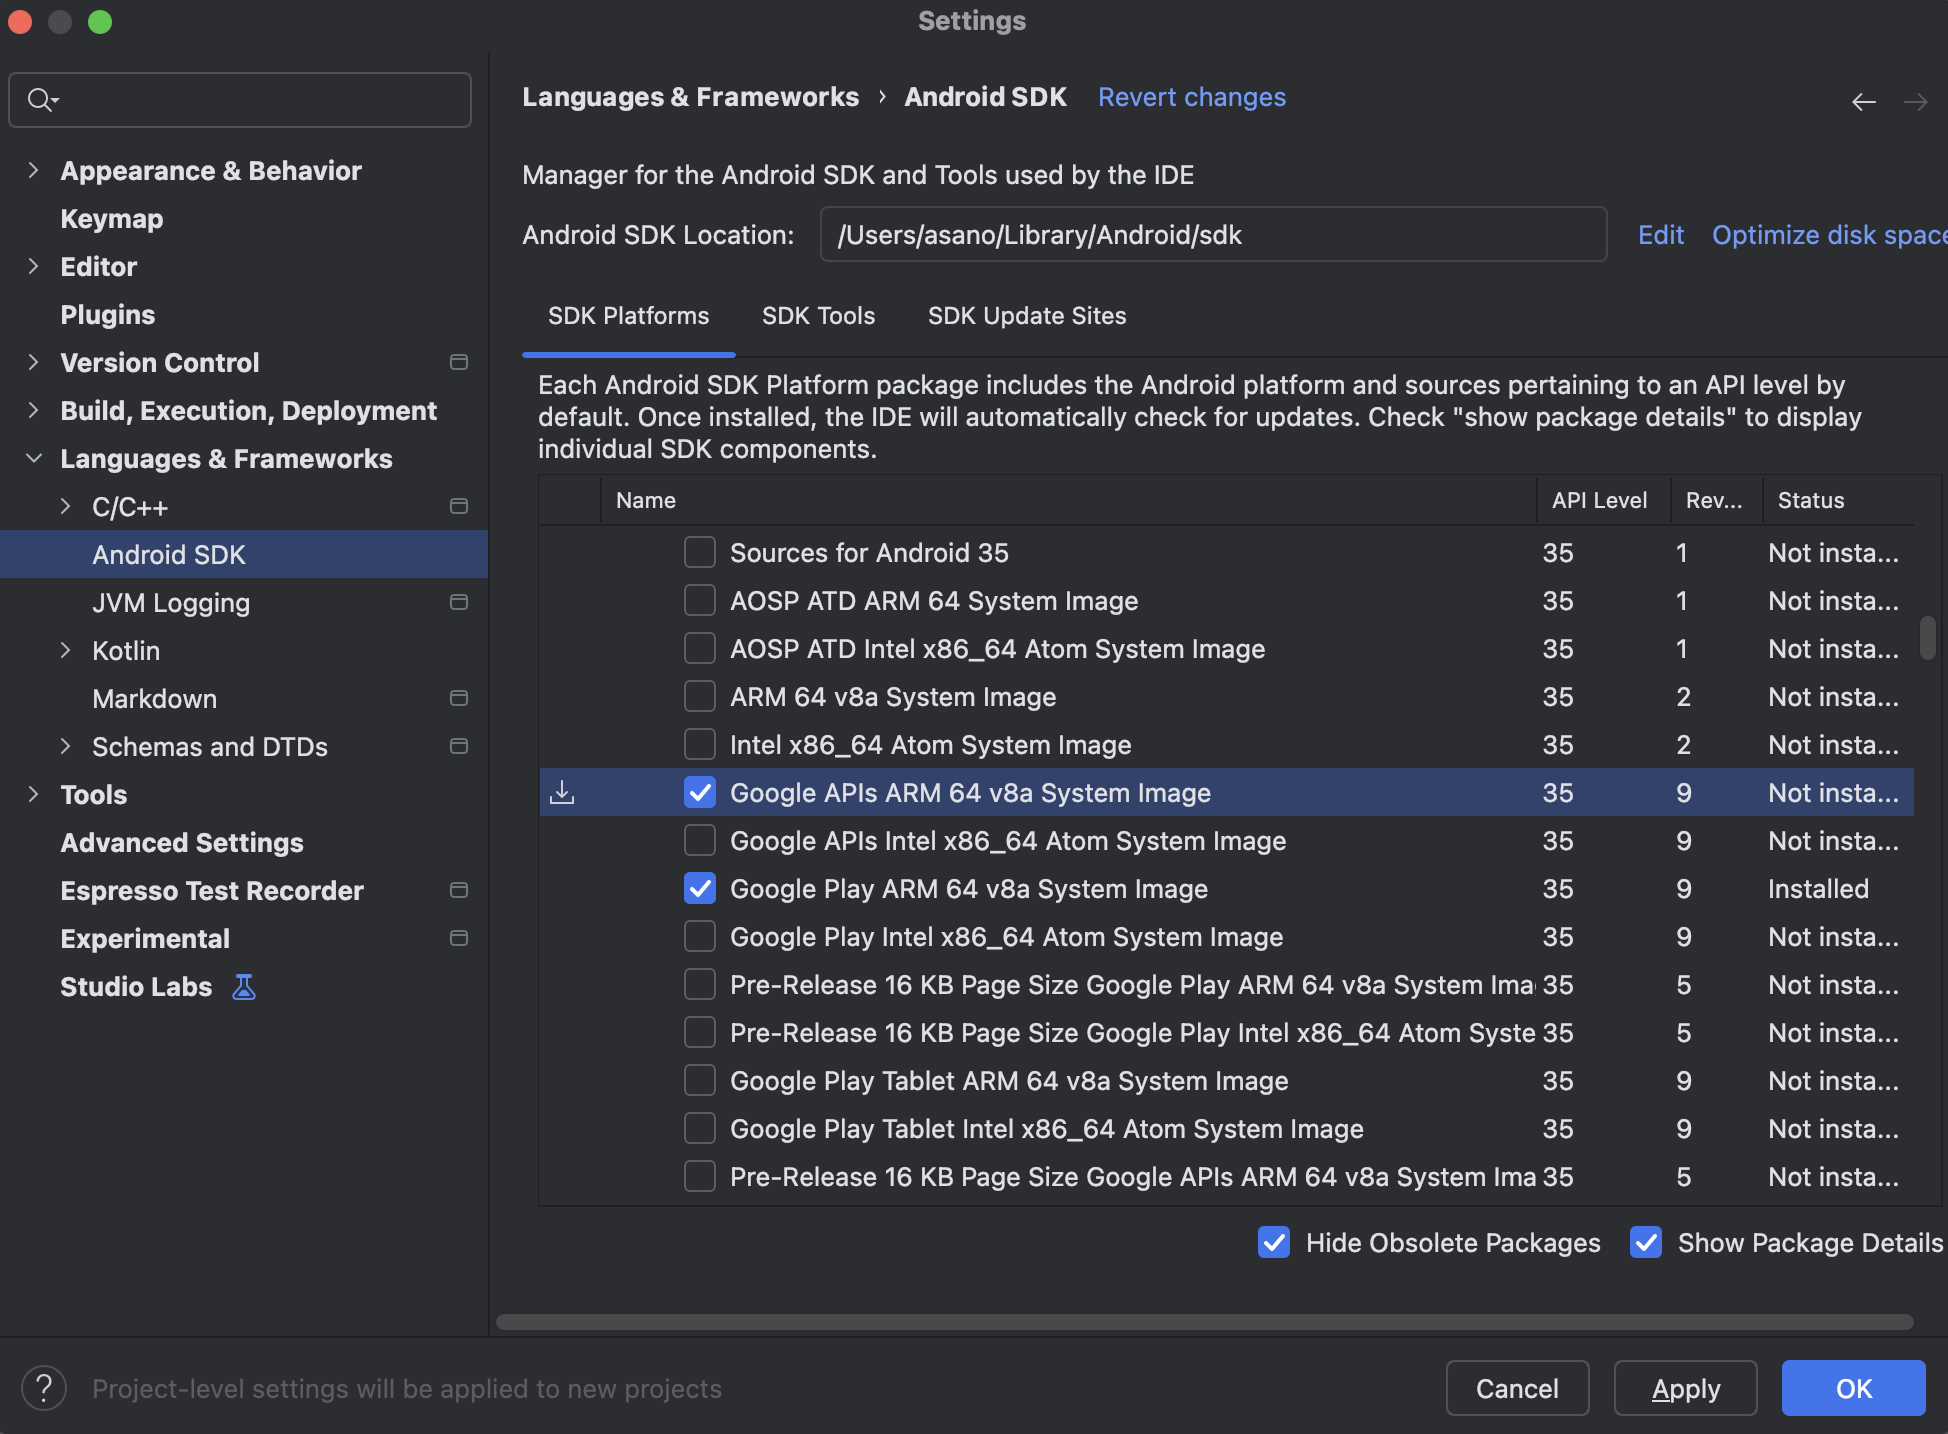 Settings
Languages & Frameworks › Android SDK Revert changes
Appearance & Behavior
Keymap
Editor
Plugins
Version Control
Build, Execution, Deployment
Languages & Frameworks
C/C++
Android SDK
JVM Logging
Kotlin
Markdown
Schemas and DTDs
Tools
Advanced Settings
Espresso Test Recorder
Experimental
Studio Labs
Manager for the Android SDK and Tools used by the IDE
Android SDK Location: /Users/asano/Library/Android/sdk Edit Optimize disk space
SDK Platforms SDK Tools SDK Update Sites
Each Android SDK Platform package includes the Android platform and sources pertaining to an API level by
default. Once installed, the IDE will automatically check for updates. Check "show package details" to display
individual SDK components.
Name API Level Rev... Status
Sources for Android 35 35 1 Not insta...
AOSP ATD ARM 64 System Image 35 1 Not insta...
AOSP ATD Intel x86_64 Atom System Image 35 1 Not insta...
ARM 64 v8a System Image 35 2 Not insta...
Intel x86_64 Atom System Image 35 2 Not insta...
Google APIs ARM 64 v8a System Image 35 9 Not insta...
Google APIs Intel x86_64 Atom System Image 35 9 Not insta...
Google Play ARM 64 v8a System Image 35 9 Installed
Google Play Intel x86_64 Atom System Image 35 9 Not insta...
Pre-Release 16 KB Page Size Google Play ARM 64 v8a System Ima 35 5 Not insta...
Pre-Release 16 KB Page Size Google Play Intel x86_64 Atom Syste 35 5 Not insta...
Google Play Tablet ARM 64 v8a System Image 35 9 Not insta...
Google Play Tablet Intel x86_64 Atom System Image 35 9 Not insta...
Pre-Release 16 KB Page Size Google APIs ARM 64 v8a System Ima 35 5 Not insta...
Hide Obsolete Packages Show Package Details
? Project-level settings will be applied to new projects
Cancel Apply OK